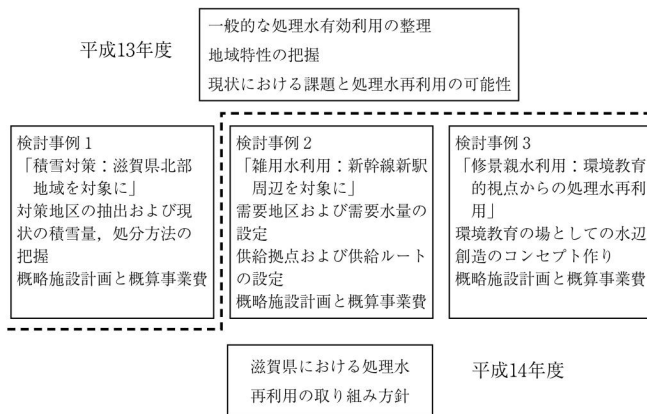 平成13年度
一般的な処理水有効利用の整理
地域特性の把握
現状における課題と処理水再利用の可能性
検討事例1
「積雪対策：滋賀県北部
地域を対象に」
対策地区の抽出および現
状の積雪量，処分方法の
把握
概略施設計画と概算事業費
検討事例2
「雑用水利用：新幹線新駅
周辺を対象に」
需要地区および需要水量の
設定
供給拠点および供給ルート
の設定
概略施設計画と概算事業費
検討事例3
「修景親水利用：環境教育
的視点からの処理水再利
用」
環境教育の場としての水辺
創造のコンセプト作り
概略施設計画と概算事業費
滋賀県における処理水
再利用の取り組み方針
平成14年度